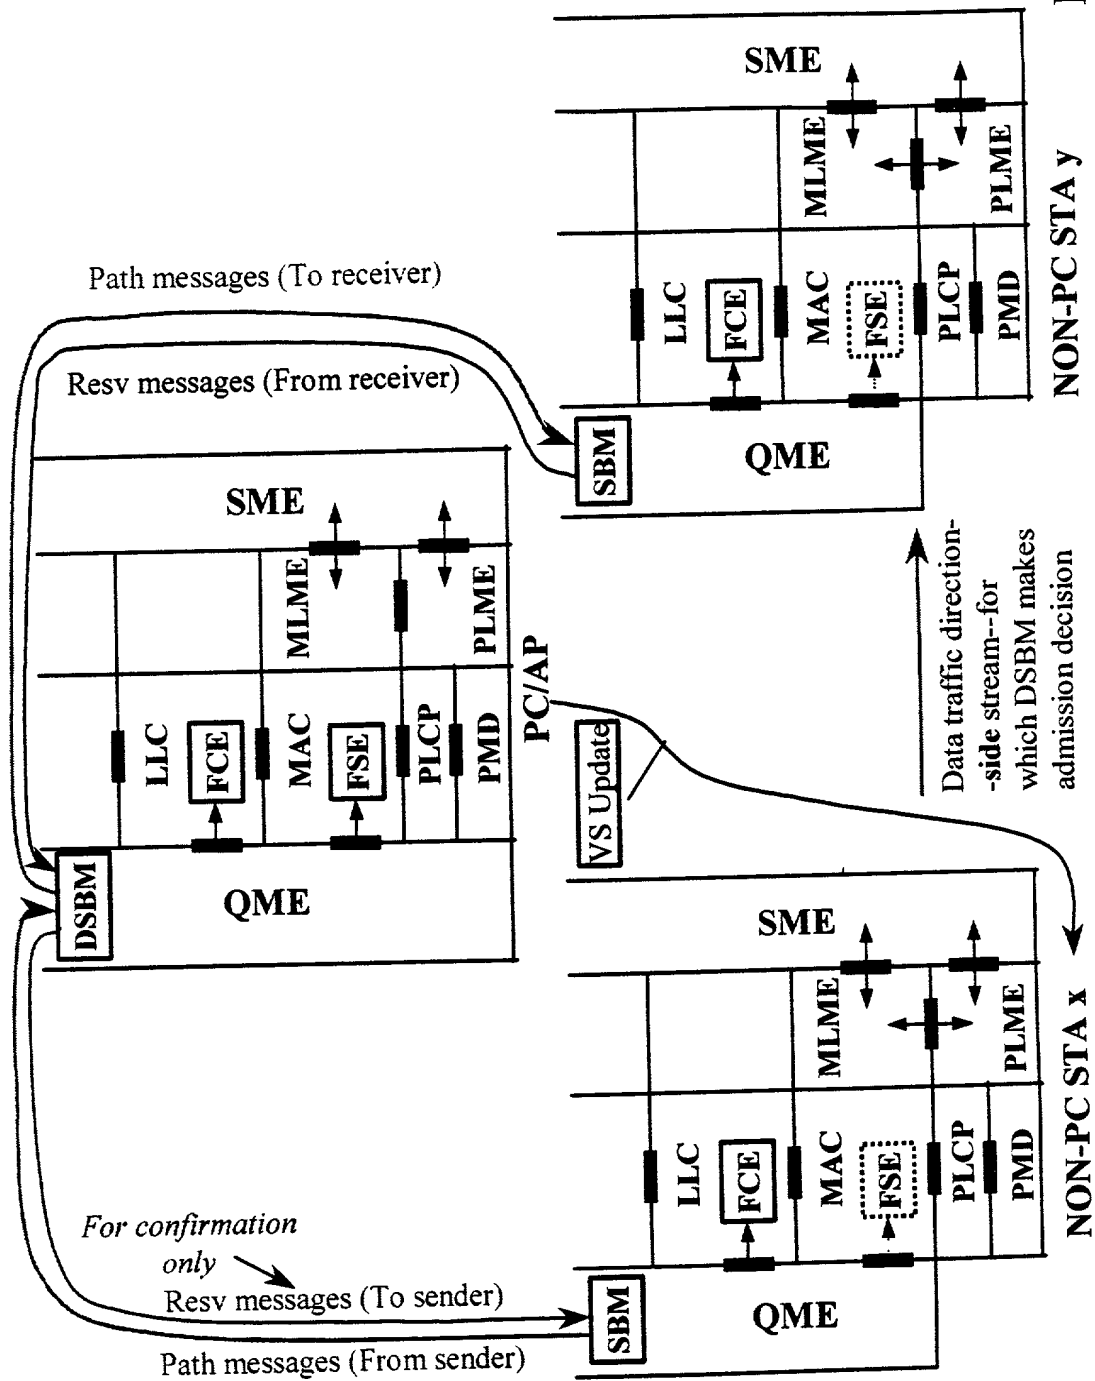 SME
MLME
PLME
LLC
FCE
MAC
FSE
PLCP
PMD
SBM
QME
NON-PC STA y
Path messages (To receiver)
Resv messages (From receiver)
SME
MLME
PLME
LLC
FCE
MAC
FSE
PLCP
PMD
DSBM
QME
PC/AP
VS Update
Data traffic direction-
-side stream--for
which DSBM makes
admission decision
SME
MLME
PLME
LLC
FCE
MAC
FSE
PLCP
PMD
SBM
QME
NON-PC STA x
For confirmation
only
Resv messages (To sender)
Path messages (From sender)